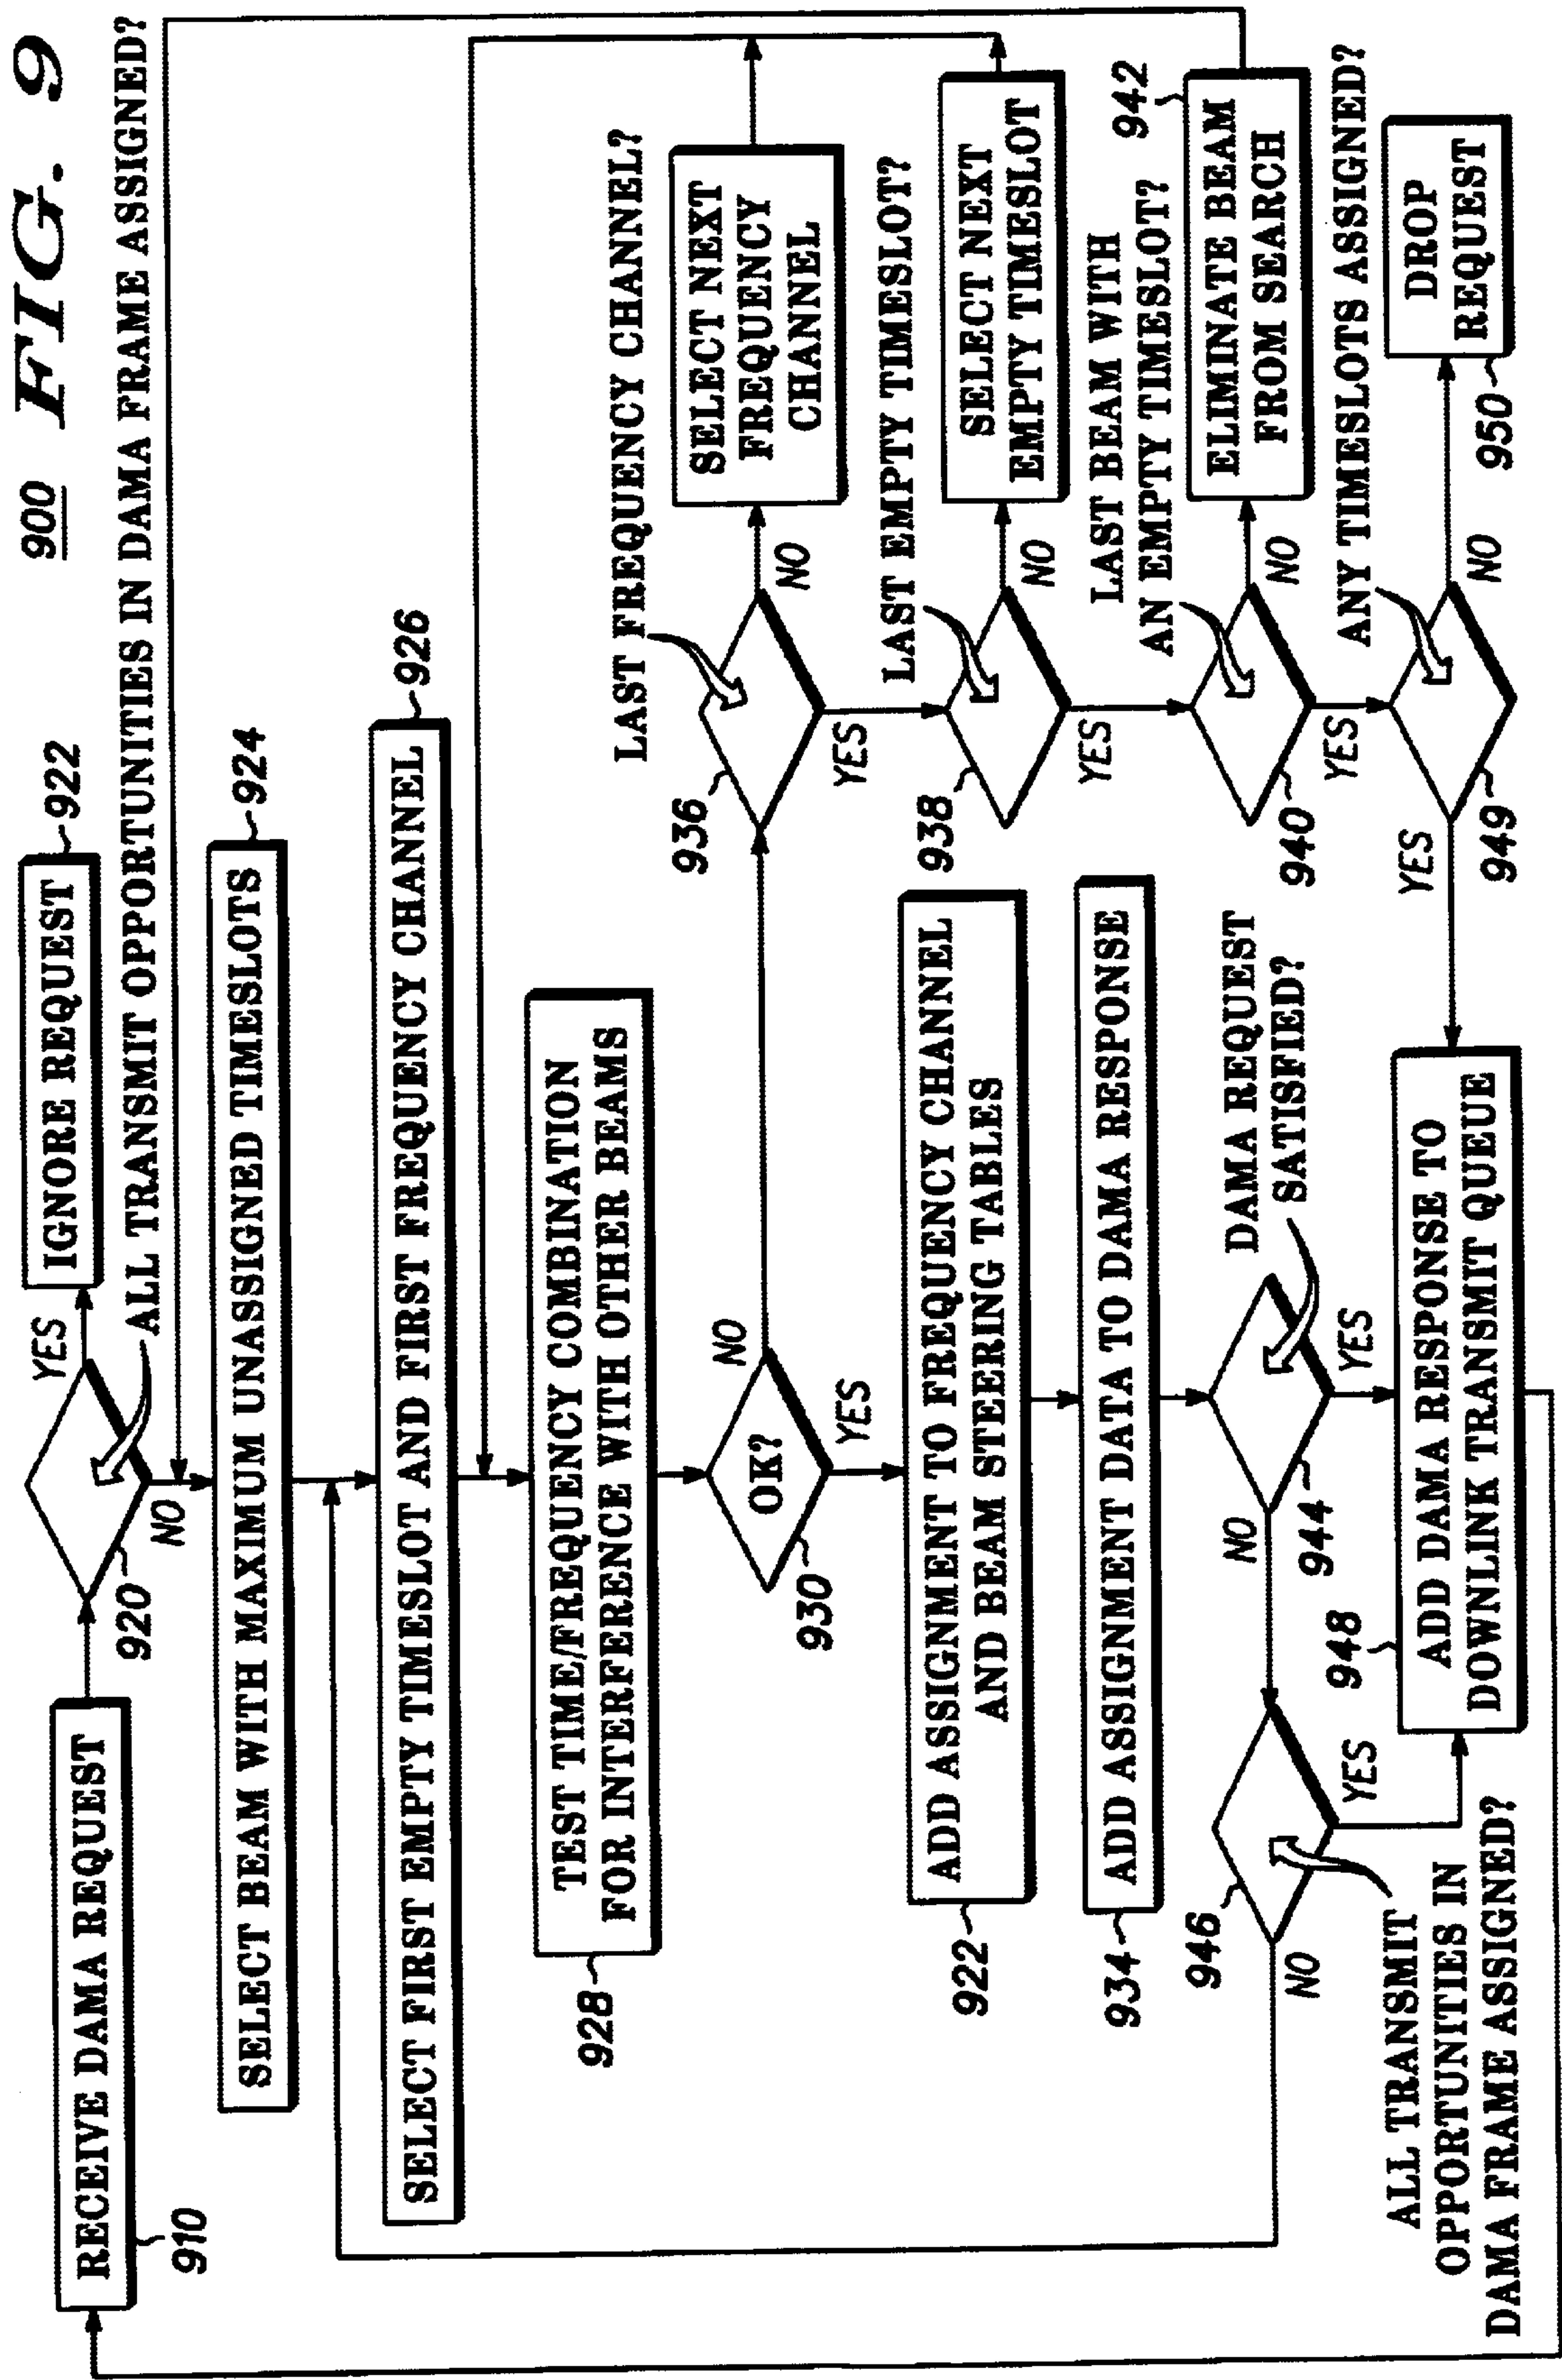 900 FIG. 9
RECEIVE DAMA REQUEST
910
920
YES
IGNORE REQUEST
922
ALL TRANSMIT OPPORTUNITIES IN DAMA FRAME ASSIGNED?
NO
SELECT BEAM WITH MAXIMUM UNASSIGNED TIMESLOTS
924
SELECT FIRST EMPTY TIMESLOT AND FIRST FREQUENCY CHANNEL
926
TEST TIME/FREQUENCY COMBINATION
FOR INTERFERENCE WITH OTHER BEAMS
928
OK?
930
NO
YES
LAST FREQUENCY CHANNEL?
936
NO
YES
SELECT NEXT
FREQUENCY
CHANNEL
LAST EMPTY TIMESLOT?
938
NO
YES
SELECT NEXT
EMPTY TIMESLOT
LAST BEAM WITH
AN EMPTY TIMESLOT?
940
NO
YES
942
ELIMINATE BEAM
FROM SEARCH
ANY TIMESLOTS ASSIGNED?
949
NO
YES
DROP
REQUEST
950
ADD ASSIGNMENT TO FREQUENCY CHANNEL
AND BEAM STEERING TABLES
922
ADD ASSIGNMENT DATA TO DAMA RESPONSE
934
DAMA REQUEST
SATISFIED?
944
NO
YES
946
NO
YES
ALL TRANSMIT
OPPORTUNITIES IN
DAMA FRAME ASSIGNED?
948
ADD DAMA RESPONSE TO
DOWNLINK TRANSMIT QUEUE